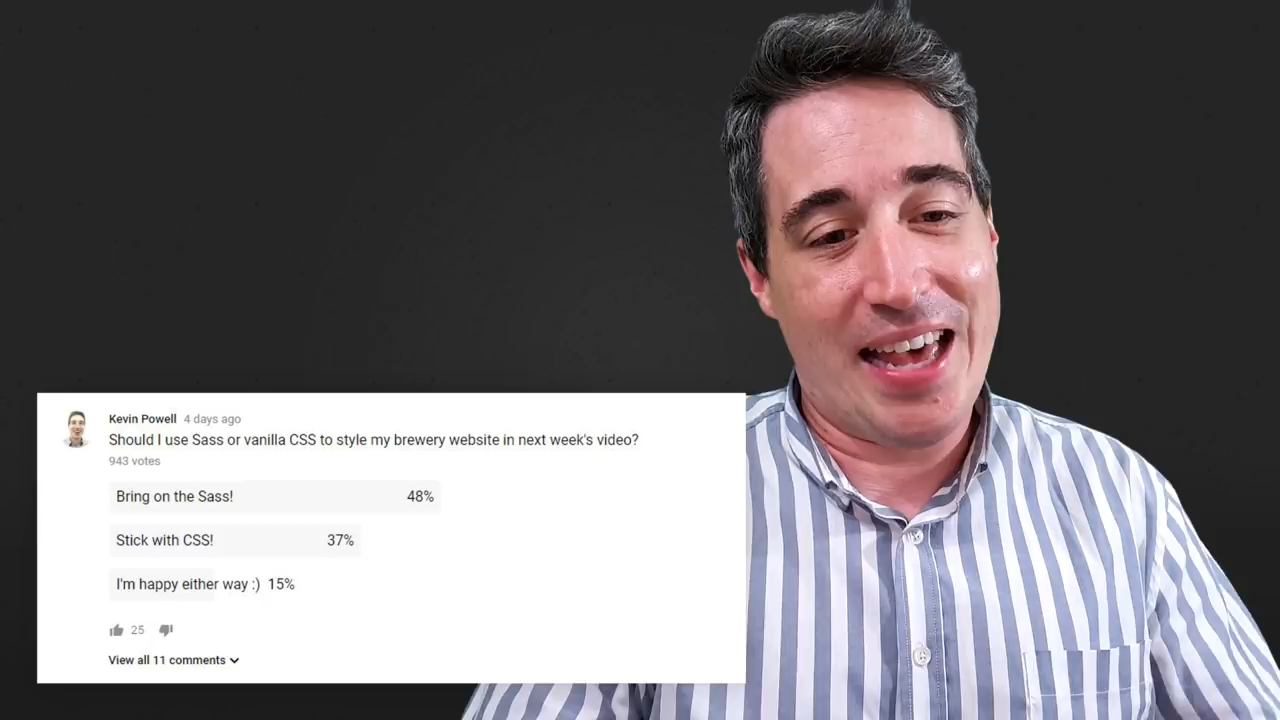 Kevin Powell 4 days ago
Should I use Sass or vanilla CSS to style my brewery website in next week's video?
943 votes
Bring on the Sass! 48%
Stick with CSS! 37%
I'm happy either way :) 15%
25
View all 11 comments